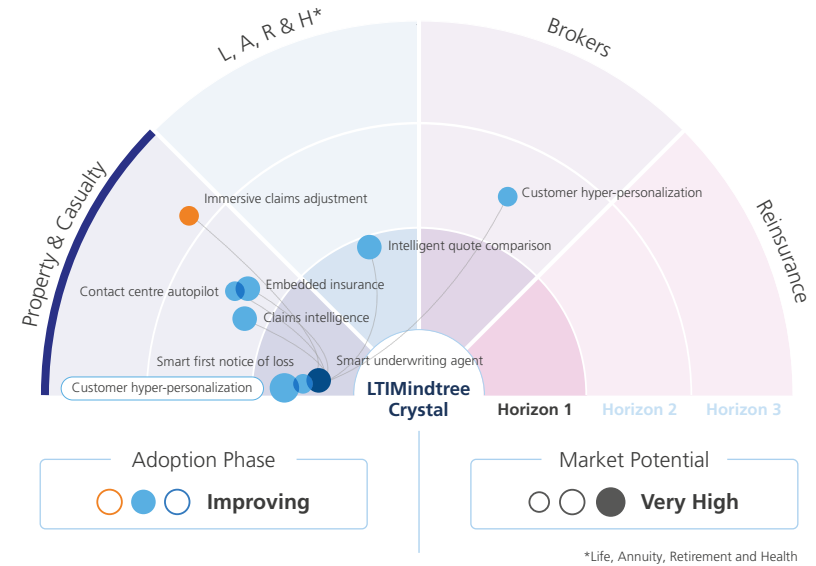 L, A, R & H*
Brokers
Property & Casualty
Reinsurance
Immersive claims adjustment
Customer hyper-personalization
Intelligent quote comparison
Embedded insurance
Contact centre autopilot
Claims intelligence
Smart first notice of loss
Smart underwriting agent
Customer hyper-personalization
LTIMindtree
Crystal
Horizon 1
Horizon 2
Horizon 3
Adoption Phase
Improving
Market Potential
Very High
*Life, Annuity, Retirement and Health